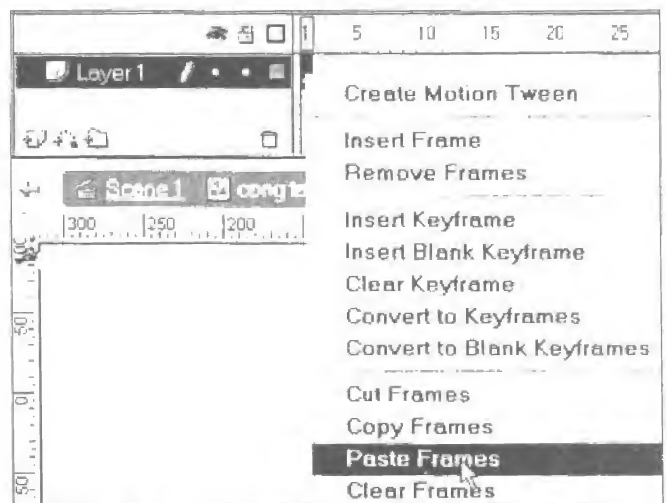 1 5 10 15 20 25
Layer 1
Create Motion Tween
Insert Frame
Remove Frames
Scene 1
300 250 200
Insert Keyframe
Insert Blank Keyframe
Clear Keyframe
Convert to Keyframes
Convert to Blank Keyframes
50
0
50
Cut Frames
Copy Frames
Paste Frames
Clear Frames